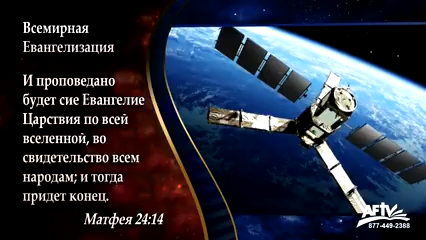 Всемирная
Евангелизация
И проповедано
будет сие Евангелие
Царствия по всей
вселенной, во
свидетельство всем
народам; и тогда
придет конец.
Матфея 24:14
AFTV
877-449-2388